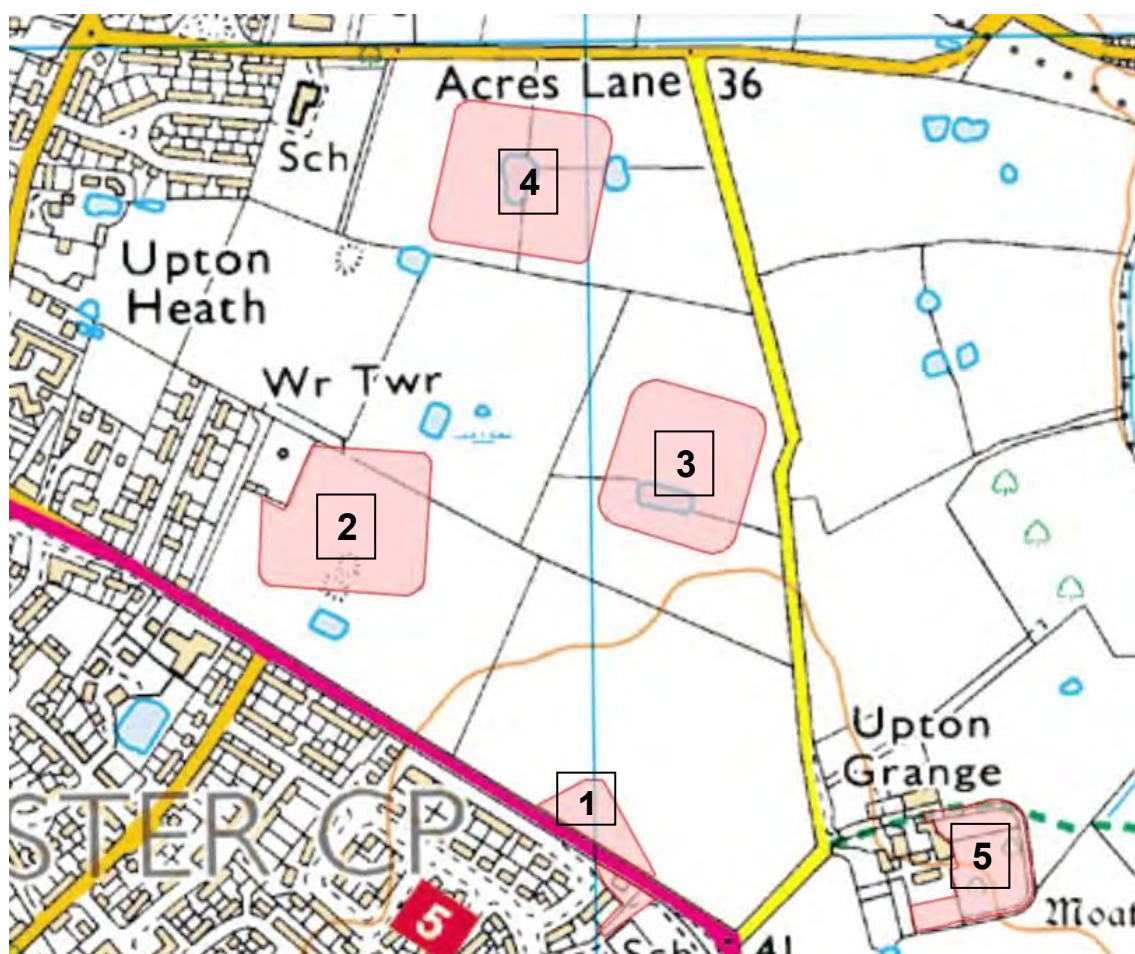 Acres Lane
36
Sch
4
Upton
Heath
Wr Twr
3
2
Upton
Grange
1
STER CP
5
5
Moat
Sch
41